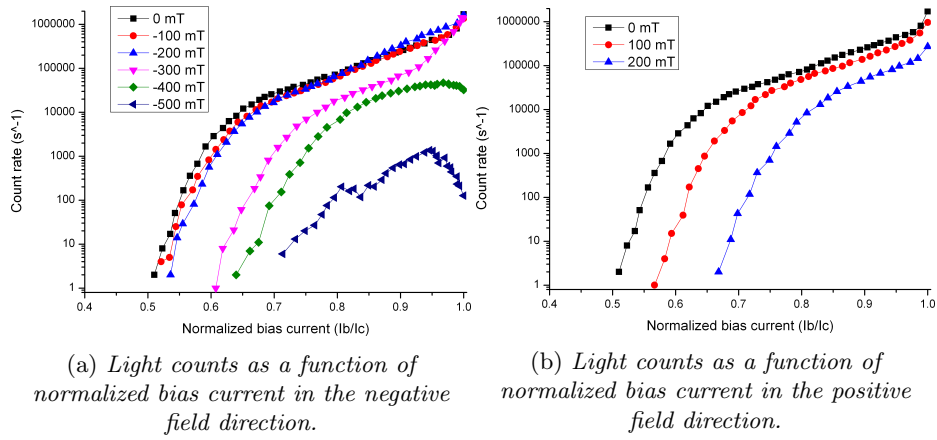 0 mT
-100 mT
-200 mT
-300 mT
-400 mT
-500 mT
Count rate (s^-1)
1000000
100000
10000
1000
100
10
1
0.4 0.5 0.6 0.7 0.8 0.9 1.0
Normalized bias current (Ib/Ic)
(a) Light counts as a function of
normalized bias current in the negative
field direction.
0 mT
100 mT
200 mT
Count rate (s^-1)
1000000
100000
10000
1000
100
10
1
0.4 0.5 0.6 0.7 0.8 0.9 1.0
Normalized bias current (Ib/Ic)
(b) Light counts as a function of
normalized bias current in the positive
field direction.